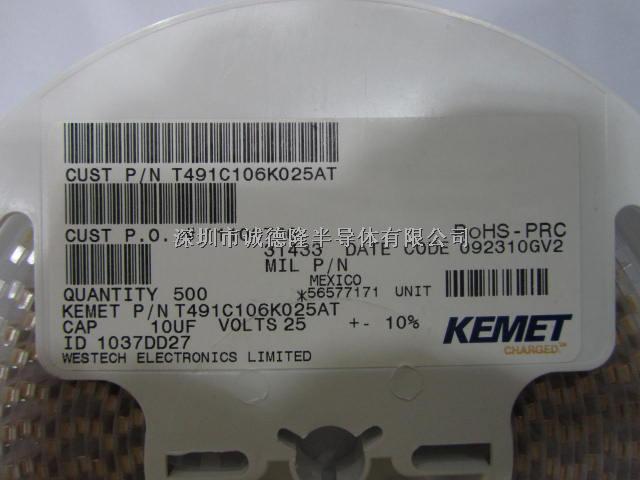 CUST P/N T491C106K025AT
CUST P.O.
深圳市诚德隆半导体有限公司
RoHS-PRC
31433 DATE CODE 092310GV2
MIL P/N
MEXICO
QUANTITY 500 *56577171 UNIT
KEMET P/N T491C106K025AT
CAP 10UF VOLTS 25 +- 10%
ID 1037DD27
WESTECH ELECTRONICS LIMITED
KEMET
CHARGED.